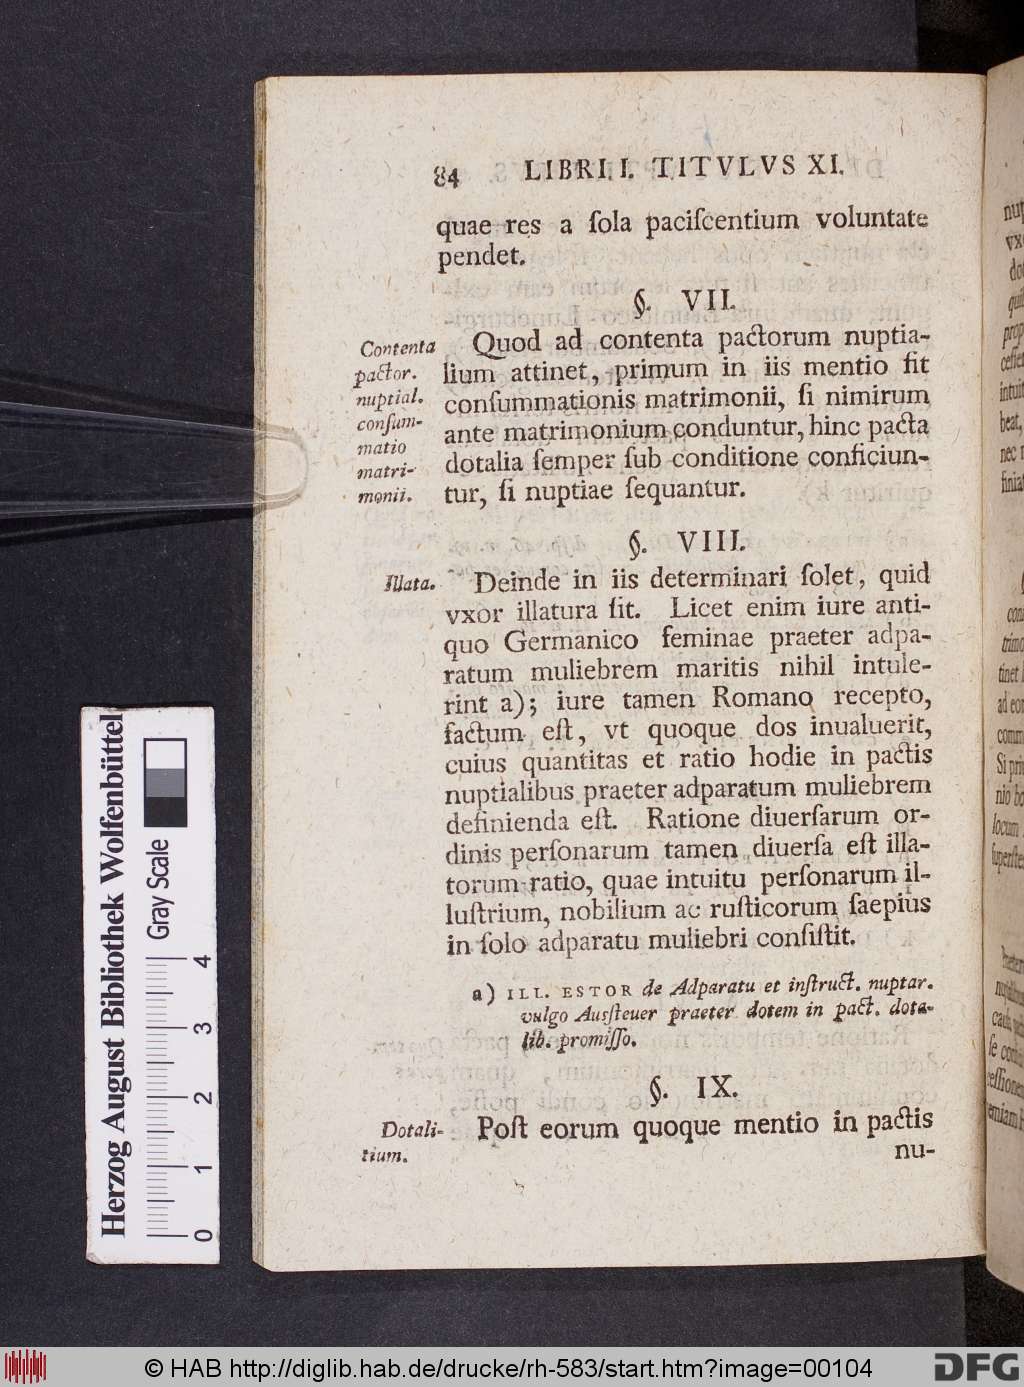 84 LIBRI. I. TITVLVS XI.
quae res a ſola paciſcentium voluntate
pendet.
§. VII.
Contenta
pactor.
nuptial.
conſum-
matio
matri-
monii.
Quod ad contenta pactorum nuptia-
lium attinet, primum in iis mentio fit
conſummationis matrimonii, ſi nimirum
ante matrimonium conduntur, hinc pacta
dotalia ſemper ſub conditione conficiun-
tur, ſi nuptiae ſequantur.
§. VIII.
Illata.
Deinde in iis determinari ſolet, quid
vxor illatura ſit. Licet enim iure anti-
quo Germanico feminae praeter adpa-
ratum muliebrem maritis nihil intule-
rint a); iure tamen Romano recepto,
factum eſt, vt quoque dos inualuerit,
cuius quantitas et ratio hodie in pactis
nuptialibus praeter adparatum muliebrem
definienda eſt. Ratione diuerſarum or-
dinis perſonarum tamen diuerſa eſt illa-
torum ratio, quae intuitu perſonarum il-
luſtrium, nobilium ac ruſticorum ſaepius
in ſolo adparatu muliebri conſiſtit.
a) ILL. ESTOR de Adparatu et inſtruct. nuptar.
vulgo Ausſteuer praeter dotem in pact. dota-
lib. promiſſo.
§. IX.
Dotali-
tium.
Poſt eorum quoque mentio in pactis
nu-
Herzog August Bibliothek Wolfenbüttel
Gray Scale
0 1 2 3 4
© HAB http://diglib.hab.de/drucke/rh-583/start.htm?image=00104
DFG